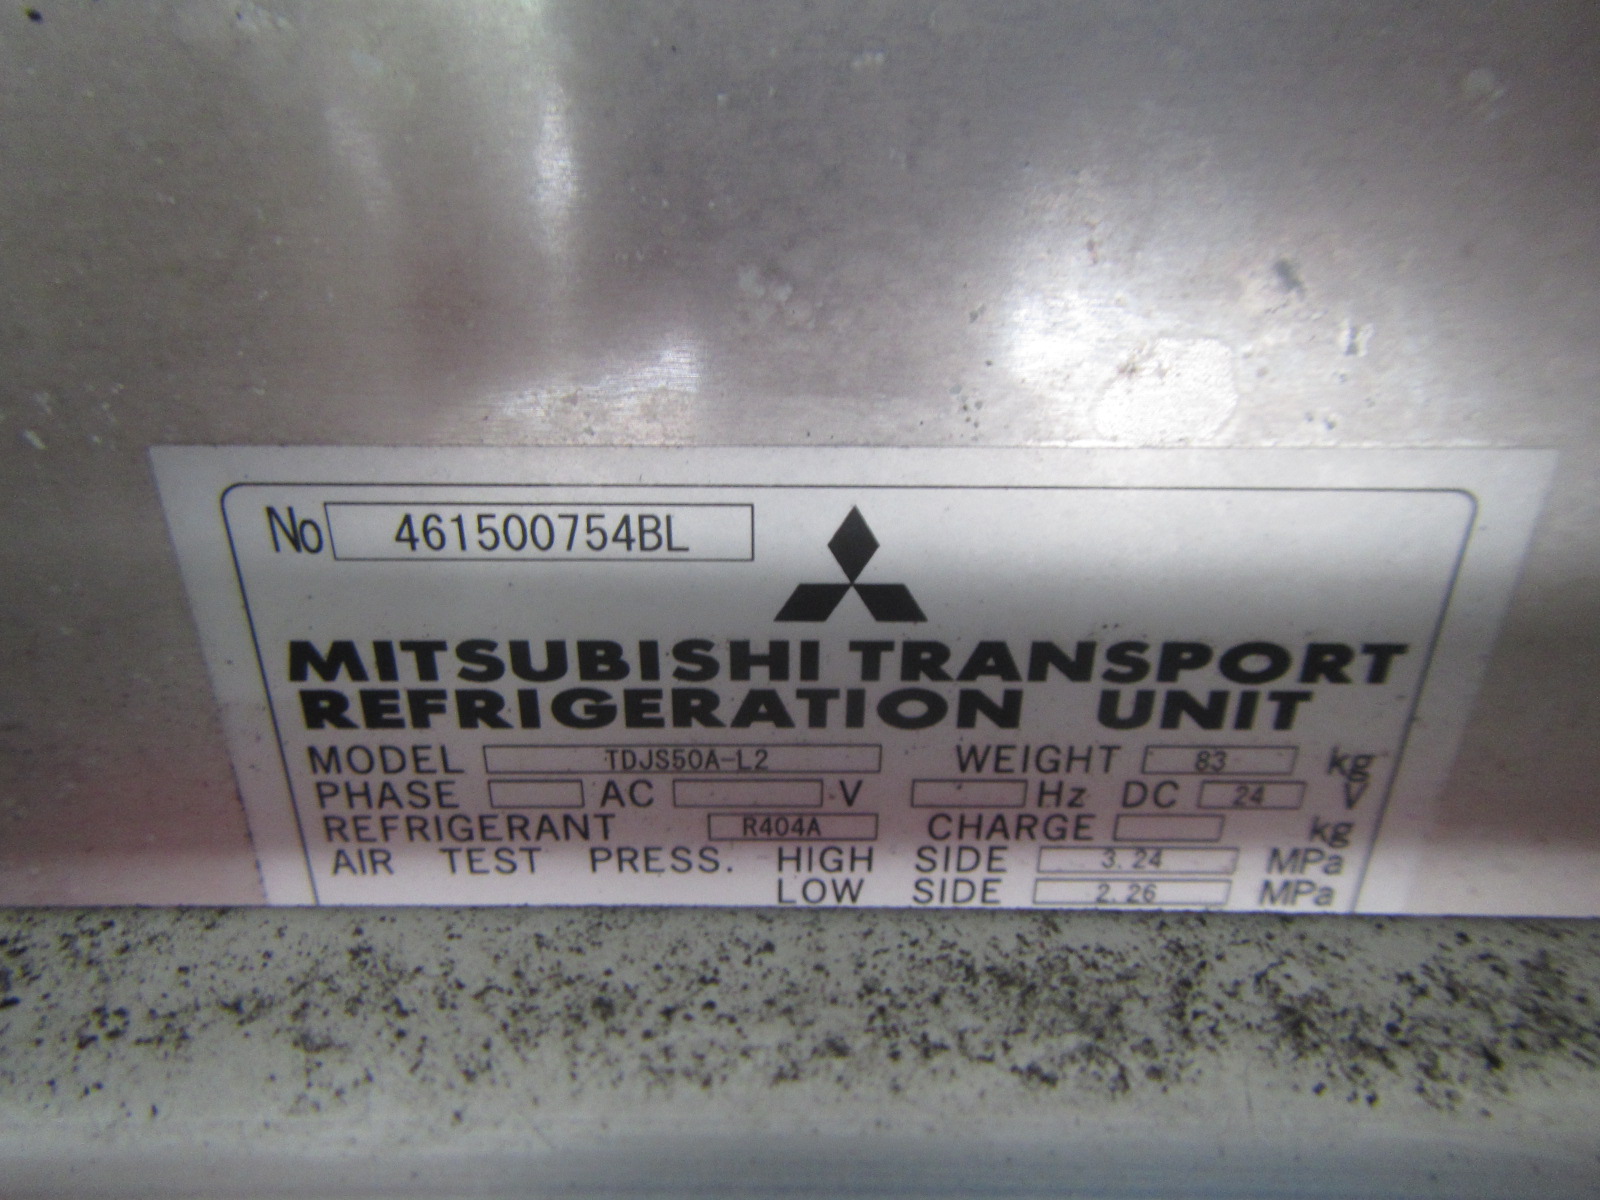 No 461500754BL
MITSUBISHI TRANSPORT
REFRIGERATION UNIT
MODEL TDJS50A-L2 WEIGHT 83 kg
PHASE AC V Hz DC 24 V
REFRIGERANT R404A CHARGE kg
AIR TEST PRESS. HIGH SIDE 3.24 MPa
LOW SIDE 2.26 MPa